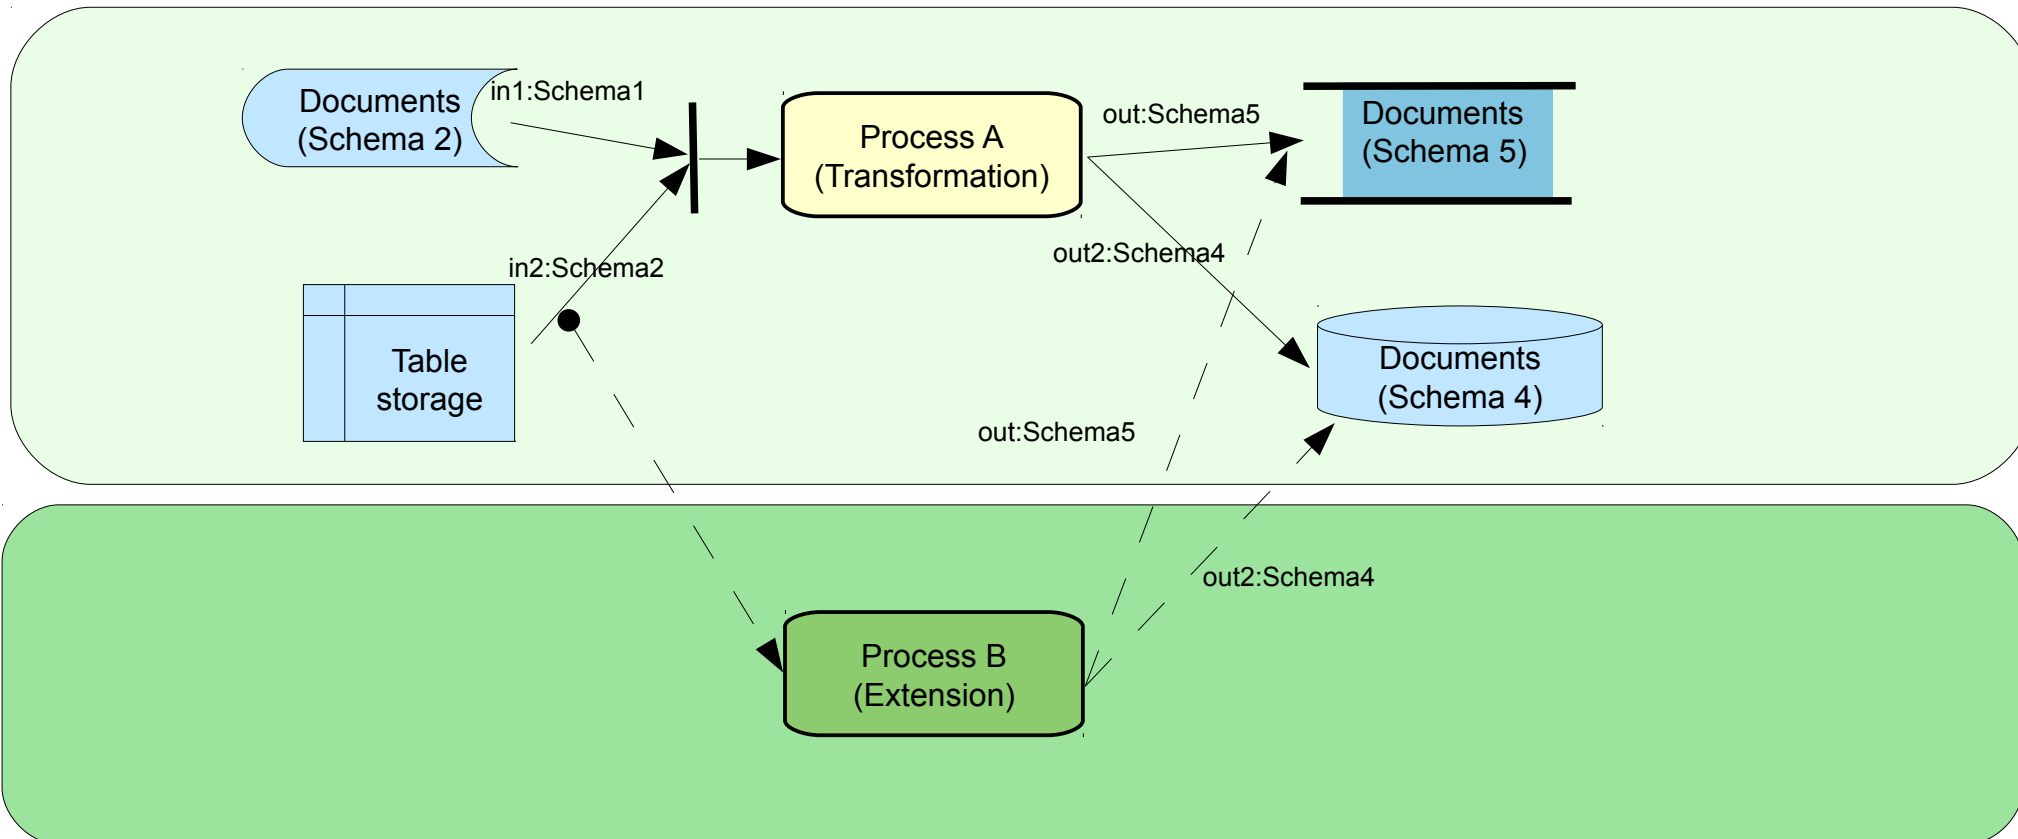 Documents
(Schema 2)
in1:Schema1
Process A
(Transformation)
out:Schema5
Documents
(Schema 5)
in2:Schema2
out2:Schema4
Table
storage
Documents
(Schema 4)
out:Schema5
out2:Schema4
Process B
(Extension)